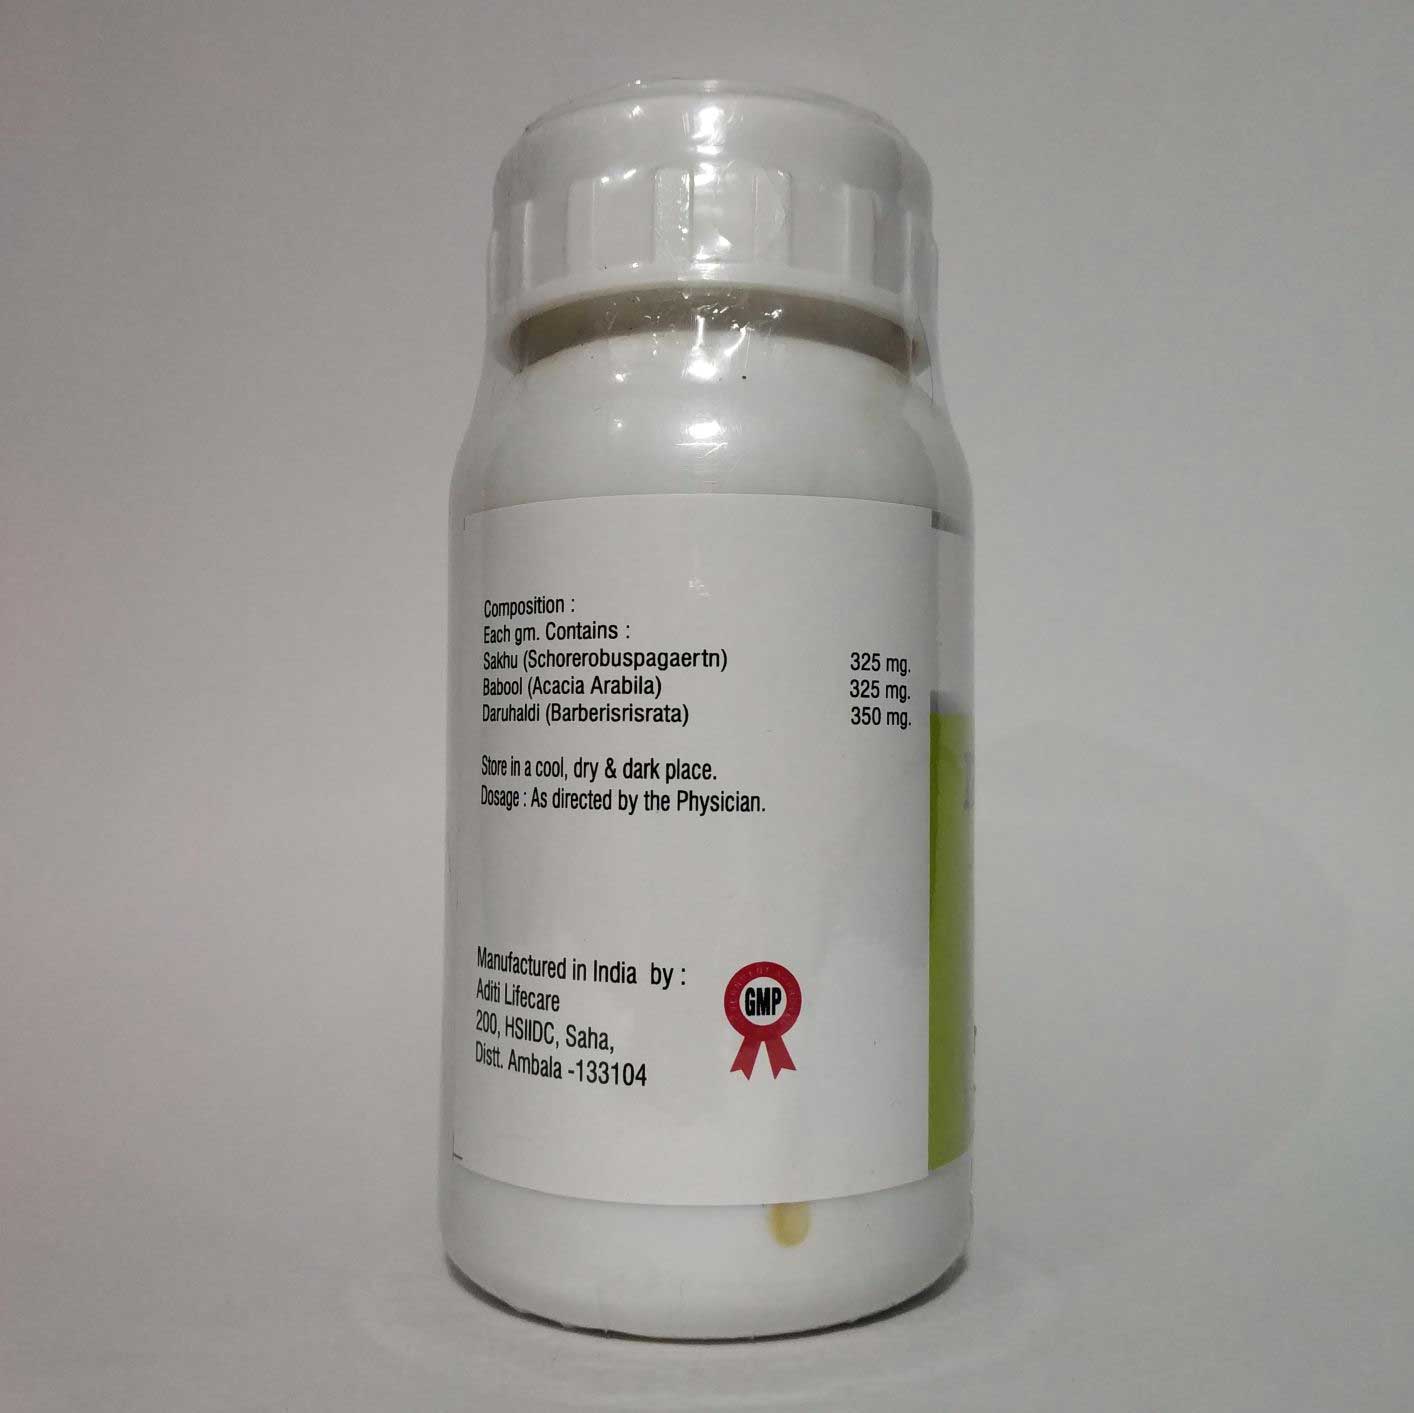 Composition :
Each gm. Contains :
Sakhu (Schorerobuspagaertn) 325 mg.
Babool (Acacia Arabila) 325 mg.
Daruhaldi (Barberisrisrata) 350 mg.
Store in a cool, dry & dark place.
Dosage : As directed by the Physician.
Manufactured in India by :
Aditi Lifecare
200, HSIIDC, Saha,
Distt. Ambala -133104
GMP